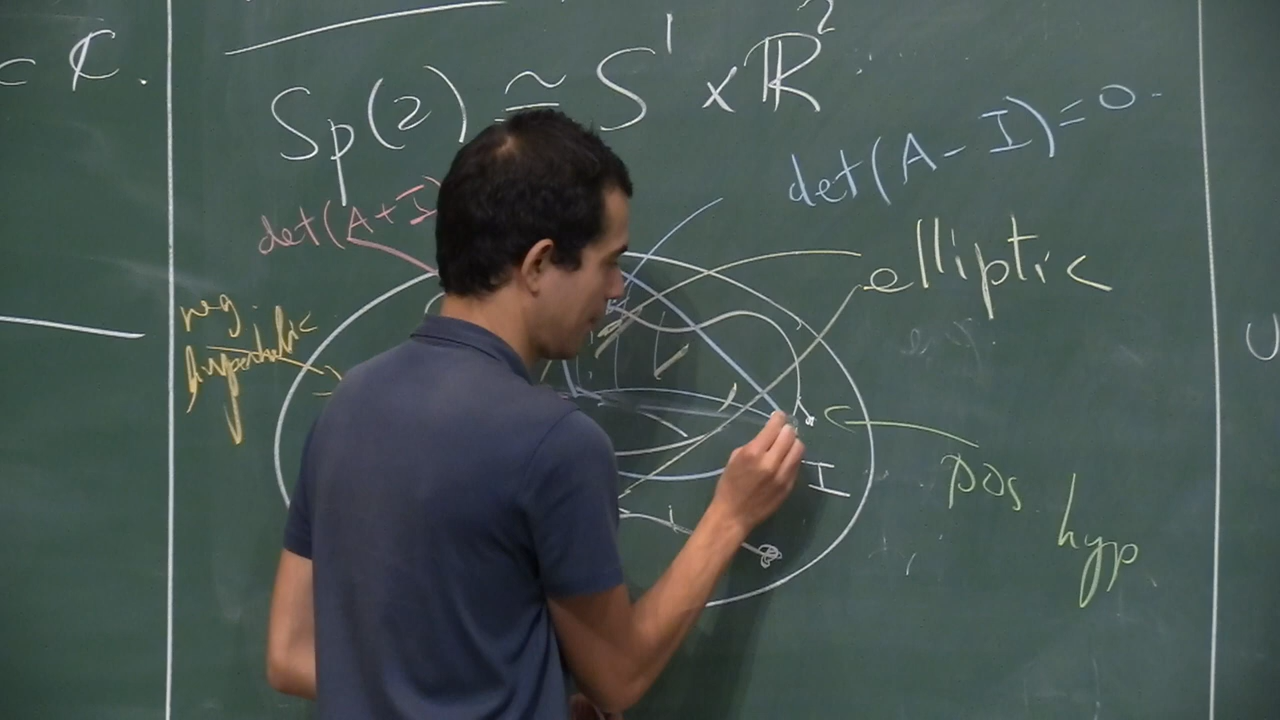 ⊂ ℂ.
Sp(2) ≅ S¹ × ℝ²
det(A - I) = 0.
det(A + I)
elliptic
neg
hyperbolic
I
pos
hyp.
U